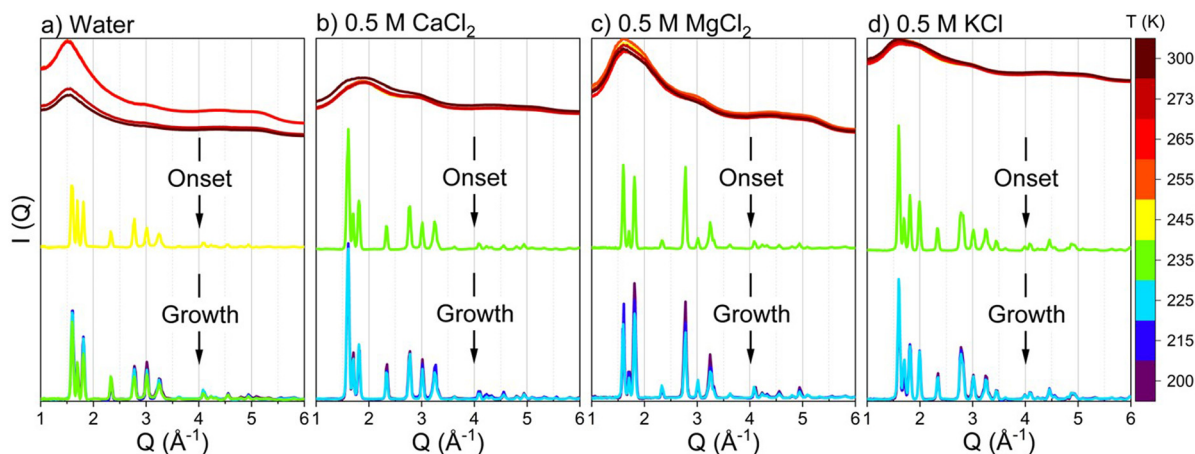 a) Water
b) 0.5 M CaCl₂
c) 0.5 M MgCl₂
d) 0.5 M KCl
T (K)
I (Q)
Onset
Growth
Onset
Growth
Onset
Growth
Onset
Growth
300
273
265
255
245
235
225
215
200
1 2 3 4 5 6
1 2 3 4 5 6
1 2 3 4 5 6
1 2 3 4 5 6
Q (Å⁻¹)
Q (Å⁻¹)
Q (Å⁻¹)
Q (Å⁻¹)